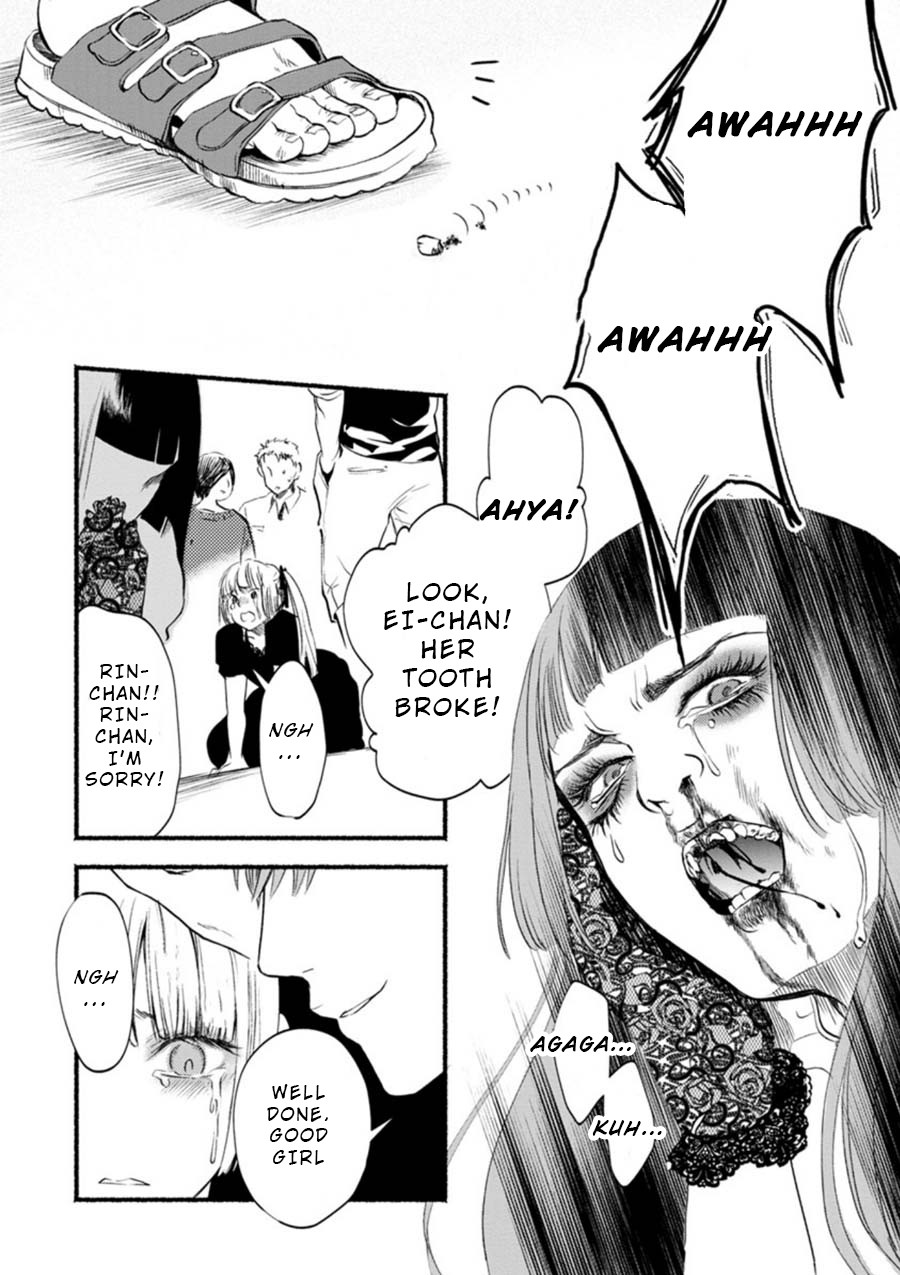 AWAHHH
AWAHHH
AHYA!
LOOK,
EI-CHAN!
HER
TOOTH
BROKE!
AGAGA...
KUH...
NGH
...
RIN-
CHAN!!
RIN-
CHAN,
I'M
SORRY!
NGH
...
WELL
DONE.
GOOD
GIRL